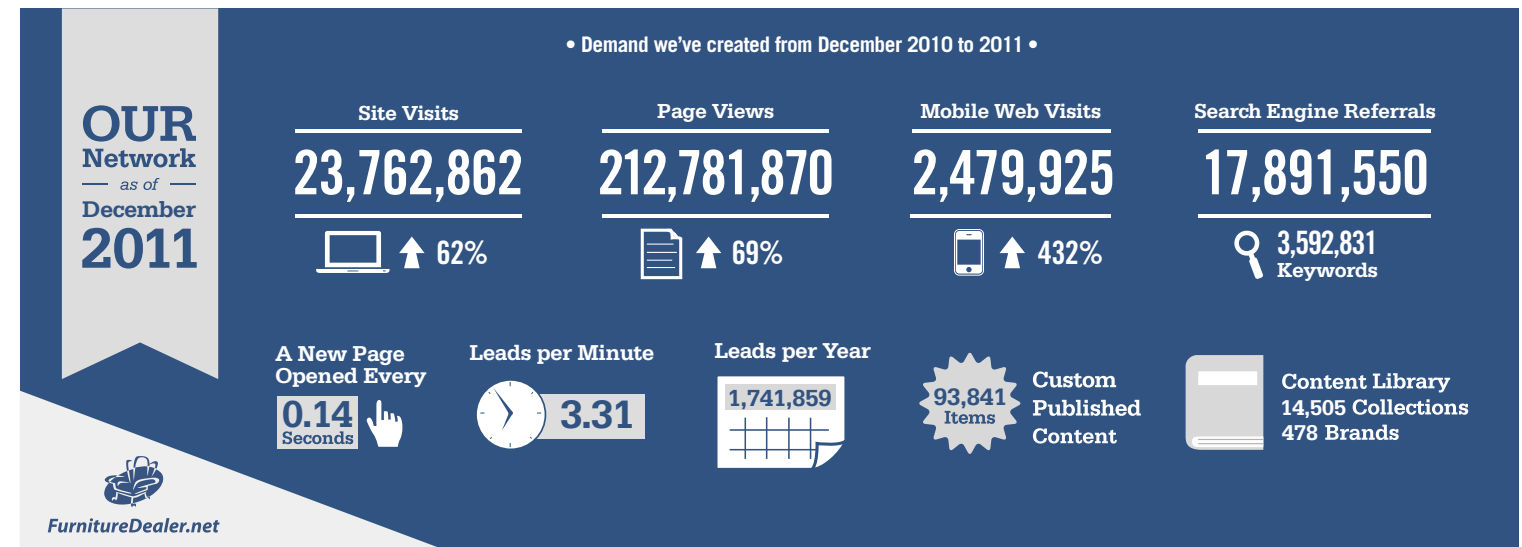 • Demand we've created from December 2010 to 2011 •
OUR
Network
as of
December
2011
Site Visits
23,762,862
62%
Page Views
212,781,870
69%
Mobile Web Visits
2,479,925
432%
Search Engine Referrals
17,891,550
3,592,831
Keywords
A New Page
Opened Every
0.14
Seconds
Leads per Minute
3.31
Leads per Year
1,741,859
93,841
Items
Custom
Published
Content
Content Library
14,505 Collections
478 Brands
FurnitureDealer.net